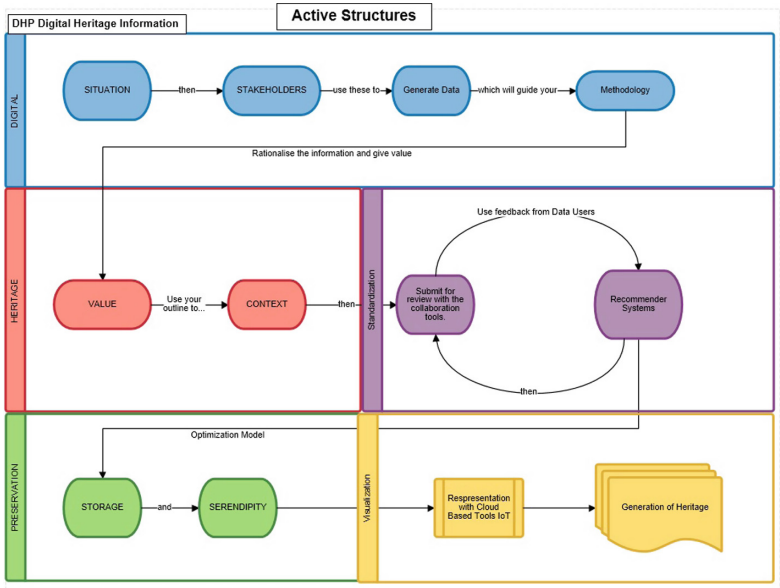 Active Structures
DHP Digital Heritage Information
DIGITAL
SITUATION
then
STAKEHOLDERS
use these to
Generate Data
which will guide your
Methodology
Rationalise the information and give value
HERITAGE
VALUE
Use your
outline to...
CONTEXT
then
Standardization
Use feedback from Data Users
Submit for
review with the
collaboration
tools.
Recommender
Systems
then
PRESERVATION
Optimization Model
STORAGE
and
SERENDIPITY
Visualization
Respresentation
with Cloud
Based Tools IoT
Generation of Heritage